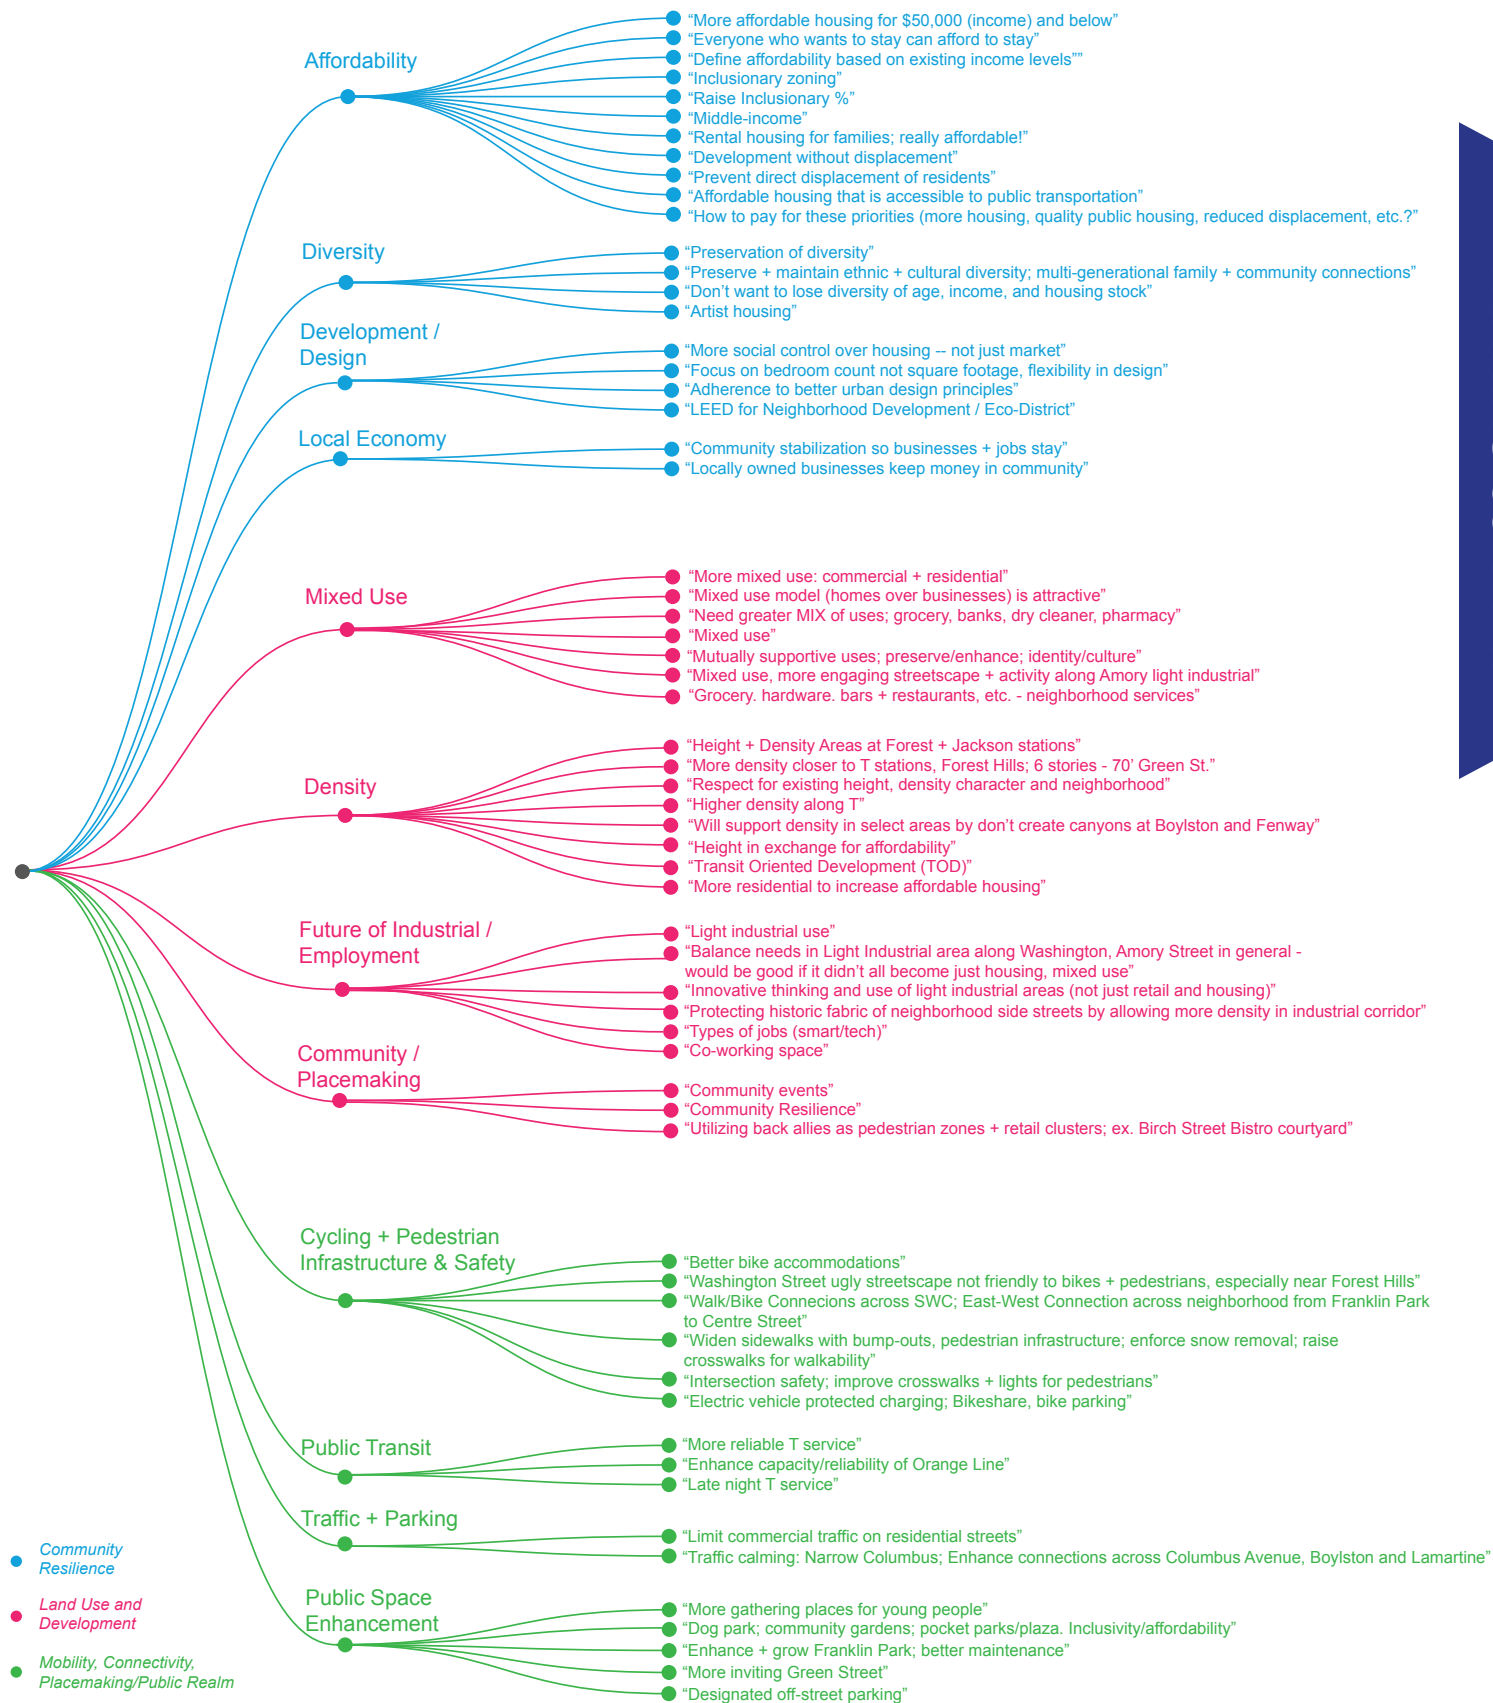 Affordability
“More affordable housing for $50,000 (income) and below”
“Everyone who wants to stay can afford to stay”
“Define affordability based on existing income levels””
“Inclusionary zoning”
“Raise Inclusionary %”
“Middle-income”
“Rental housing for families; really affordable!”
“Development without displacement”
“Prevent direct displacement of residents”
“Affordable housing that is accessible to public transportation”
“How to pay for these priorities (more housing, quality public housing, reduced displacement, etc.?”
Diversity
“Preservation of diversity”
“Preserve + maintain ethnic + cultural diversity; multi-generational family + community connections”
“Don’t want to lose diversity of age, income, and housing stock”
“Artist housing”
Development /
Design
“More social control over housing -- not just market”
“Focus on bedroom count not square footage, flexibility in design”
“Adherence to better urban design principles”
“LEED for Neighborhood Development / Eco-District”
Local Economy
“Community stabilization so businesses + jobs stay”
“Locally owned businesses keep money in community”
Mixed Use
“More mixed use: commercial + residential”
“Mixed use model (homes over businesses) is attractive”
“Need greater MIX of uses; grocery, banks, dry cleaner, pharmacy”
“Mixed use”
“Mutually supportive uses; preserve/enhance; identity/culture”
“Mixed use, more engaging streetscape + activity along Amory light industrial”
“Grocery. hardware. bars + restaurants, etc. - neighborhood services”
Density
“Height + Density Areas at Forest + Jackson stations”
“More density closer to T stations, Forest Hills; 6 stories - 70’ Green St.”
“Respect for existing height, density character and neighborhood”
“Higher density along T”
“Will support density in select areas by don’t create canyons at Boylston and Fenway”
“Height in exchange for affordability”
“Transit Oriented Development (TOD)”
“More residential to increase affordable housing”
Future of Industrial /
Employment
“Light industrial use”
“Balance needs in Light Industrial area along Washington, Amory Street in general -
would be good if it didn’t all become just housing, mixed use”
“Innovative thinking and use of light industrial areas (not just retail and housing)”
“Protecting historic fabric of neighborhood side streets by allowing more density in industrial corridor”
“Types of jobs (smart/tech)”
“Co-working space”
Community /
Placemaking
“Community events”
“Community Resilience”
“Utilizing back allies as pedestrian zones + retail clusters; ex. Birch Street Bistro courtyard”
Cycling + Pedestrian
Infrastructure & Safety
“Better bike accommodations”
“Washington Street ugly streetscape not friendly to bikes + pedestrians, especially near Forest Hills”
“Walk/Bike Connecions across SWC; East-West Connection across neighborhood from Franklin Park
to Centre Street”
“Widen sidewalks with bump-outs, pedestrian infrastructure; enforce snow removal; raise
crosswalks for walkability”
“Intersection safety; improve crosswalks + lights for pedestrians”
“Electric vehicle protected charging; Bikeshare, bike parking”
Public Transit
“More reliable T service”
“Enhance capacity/reliability of Orange Line”
“Late night T service”
Traffic + Parking
“Limit commercial traffic on residential streets”
“Traffic calming: Narrow Columbus; Enhance connections across Columbus Avenue, Boylston and Lamartine”
Public Space
Enhancement
“More gathering places for young people”
“Dog park; community gardens; pocket parks/plaza. Inclusivity/affordability”
“Enhance + grow Franklin Park; better maintenance”
“More inviting Green Street”
“Designated off-street parking”
Community
Resilience
Land Use and
Development
Mobility, Connectivity,
Placemaking/Public Realm